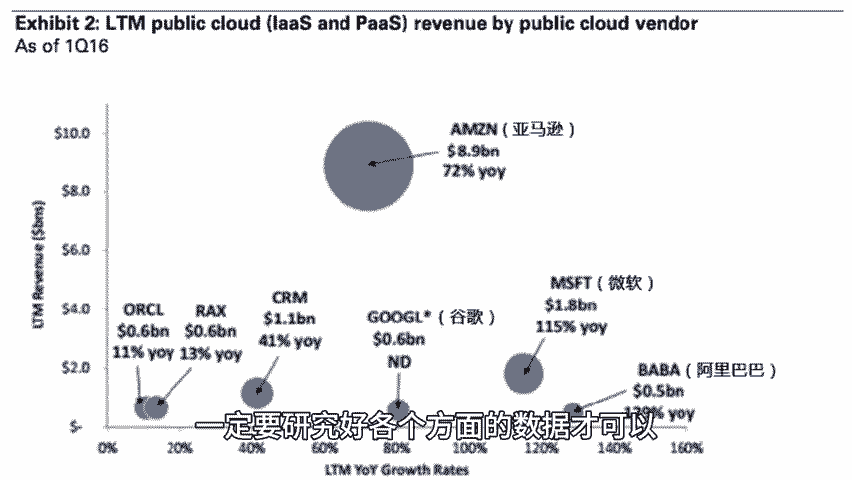 Exhibit 2: LTM public cloud (IaaS and PaaS) revenue by public cloud vendor
As of 1Q16
$10.0
$8.0
$6.0
$4.0
$2.0
$-
LTM Revenue ($bns)
AMZN（亚马逊）
$8.9bn
72% yoy
ORCL
$0.6bn
11% yoy
RAX
$0.6bn
13% yoy
CRM
$1.1bn
41% yoy
GOOGL*（谷歌）
$0.6bn
ND
MSFT（微软）
$1.8bn
115% yoy
BABA（阿里巴巴）
$0.5bn
yoy
一定要研究好各个方面的数据才可以
0% 20% 40% 60% 80% 100% 120% 140% 160%
LTM YoY Growth Rates